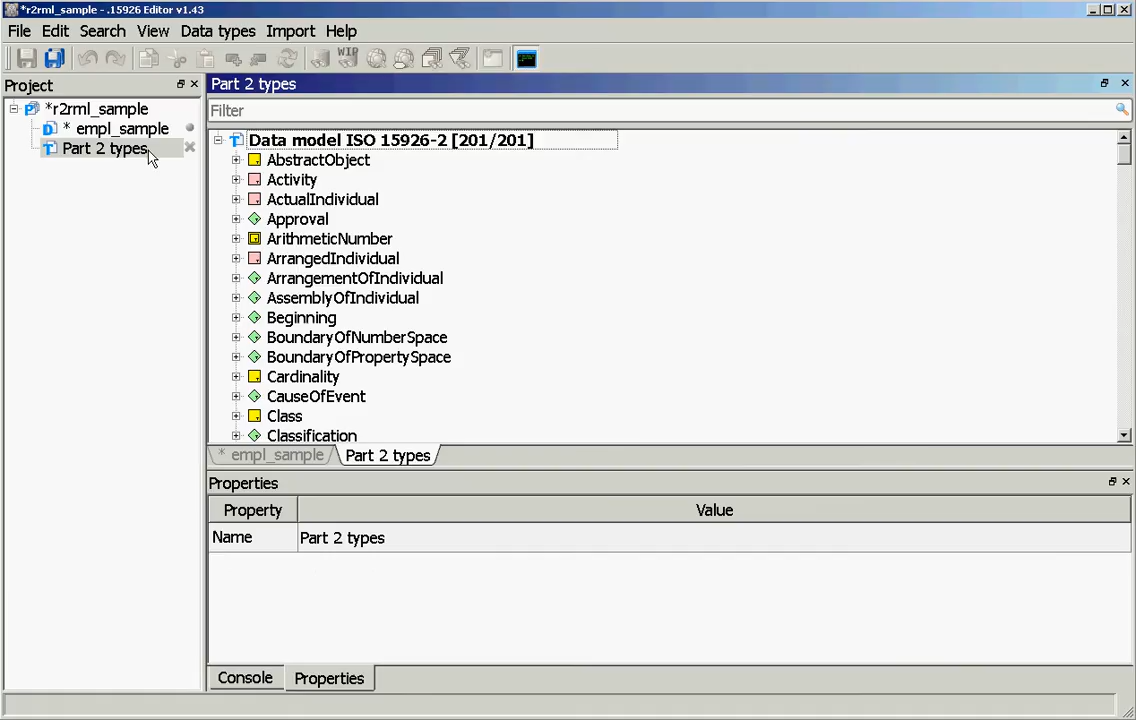 *r2rml_sample - .15926 Editor v1.43
File Edit Search View Data types Import Help
WIP
Project
Part 2 types
*r2rml_sample
* empl_sample
Part 2 types
Filter
Data model ISO 15926-2 [201/201]
AbstractObject
Activity
ActualIndividual
Approval
ArithmeticNumber
ArrangedIndividual
ArrangementOfIndividual
AssemblyOfIndividual
Beginning
BoundaryOfNumberSpace
BoundaryOfPropertySpace
Cardinality
CauseOfEvent
Class
Classification
* empl_sample Part 2 types
Properties
Property Value
Name Part 2 types
Console Properties